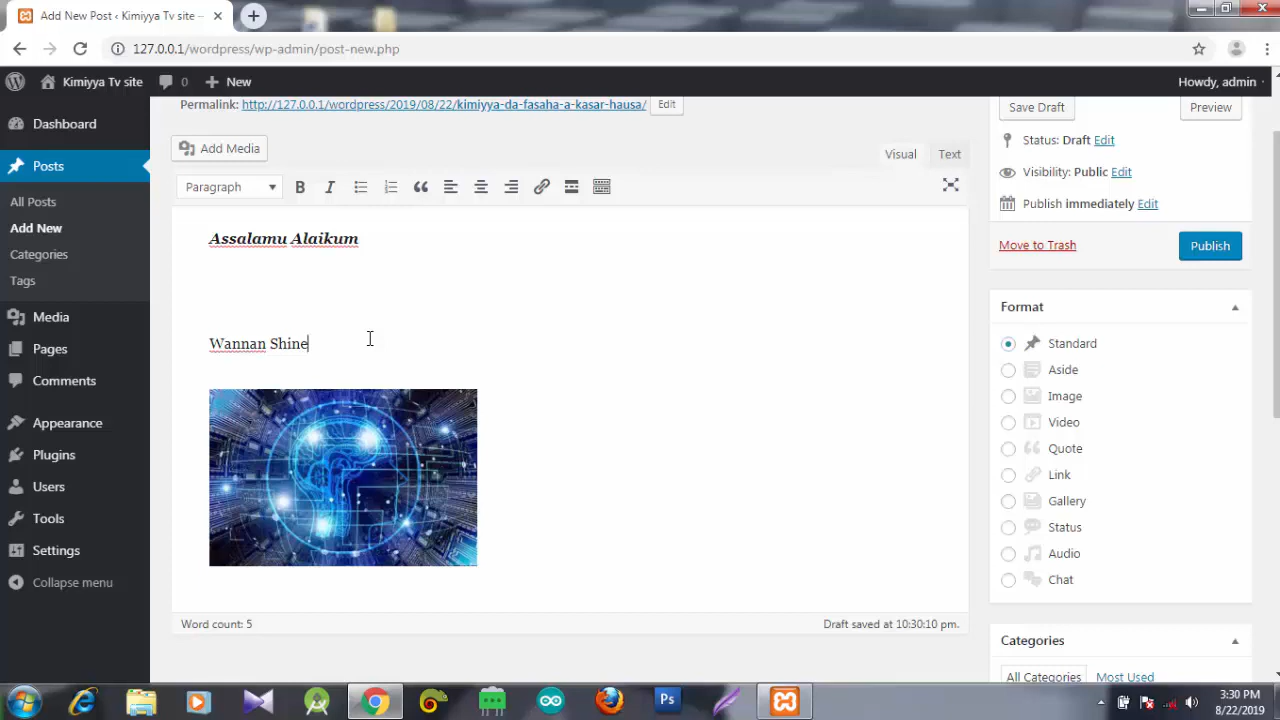 Add New Post ‹ Kimiyya Tv site –
127.0.0.1/wordpress/wp-admin/post-new.php
Kimiyya Tv site
0
New
Howdy, admin
Dashboard
Posts
All Posts
Add New
Categories
Tags
Media
Pages
Comments
Appearance
Plugins
Users
Tools
Settings
Collapse menu
Permalink: http://127.0.0.1/wordpress/2019/08/22/kimiyya-da-fasaha-a-kasar-hausa/ Edit
Add Media
Visual
Text
Paragraph
Assalamu Alaikum
Wannan Shine
Word count: 5
Draft saved at 10:30:10 pm.
Save Draft
Preview
Status: Draft Edit
Visibility: Public Edit
Publish immediately Edit
Move to Trash
Publish
Format
Standard
Aside
Image
Video
Quote
Link
Gallery
Status
Audio
Chat
Categories
All Categories
Most Used
Ps
3:30 PM
8/22/2019